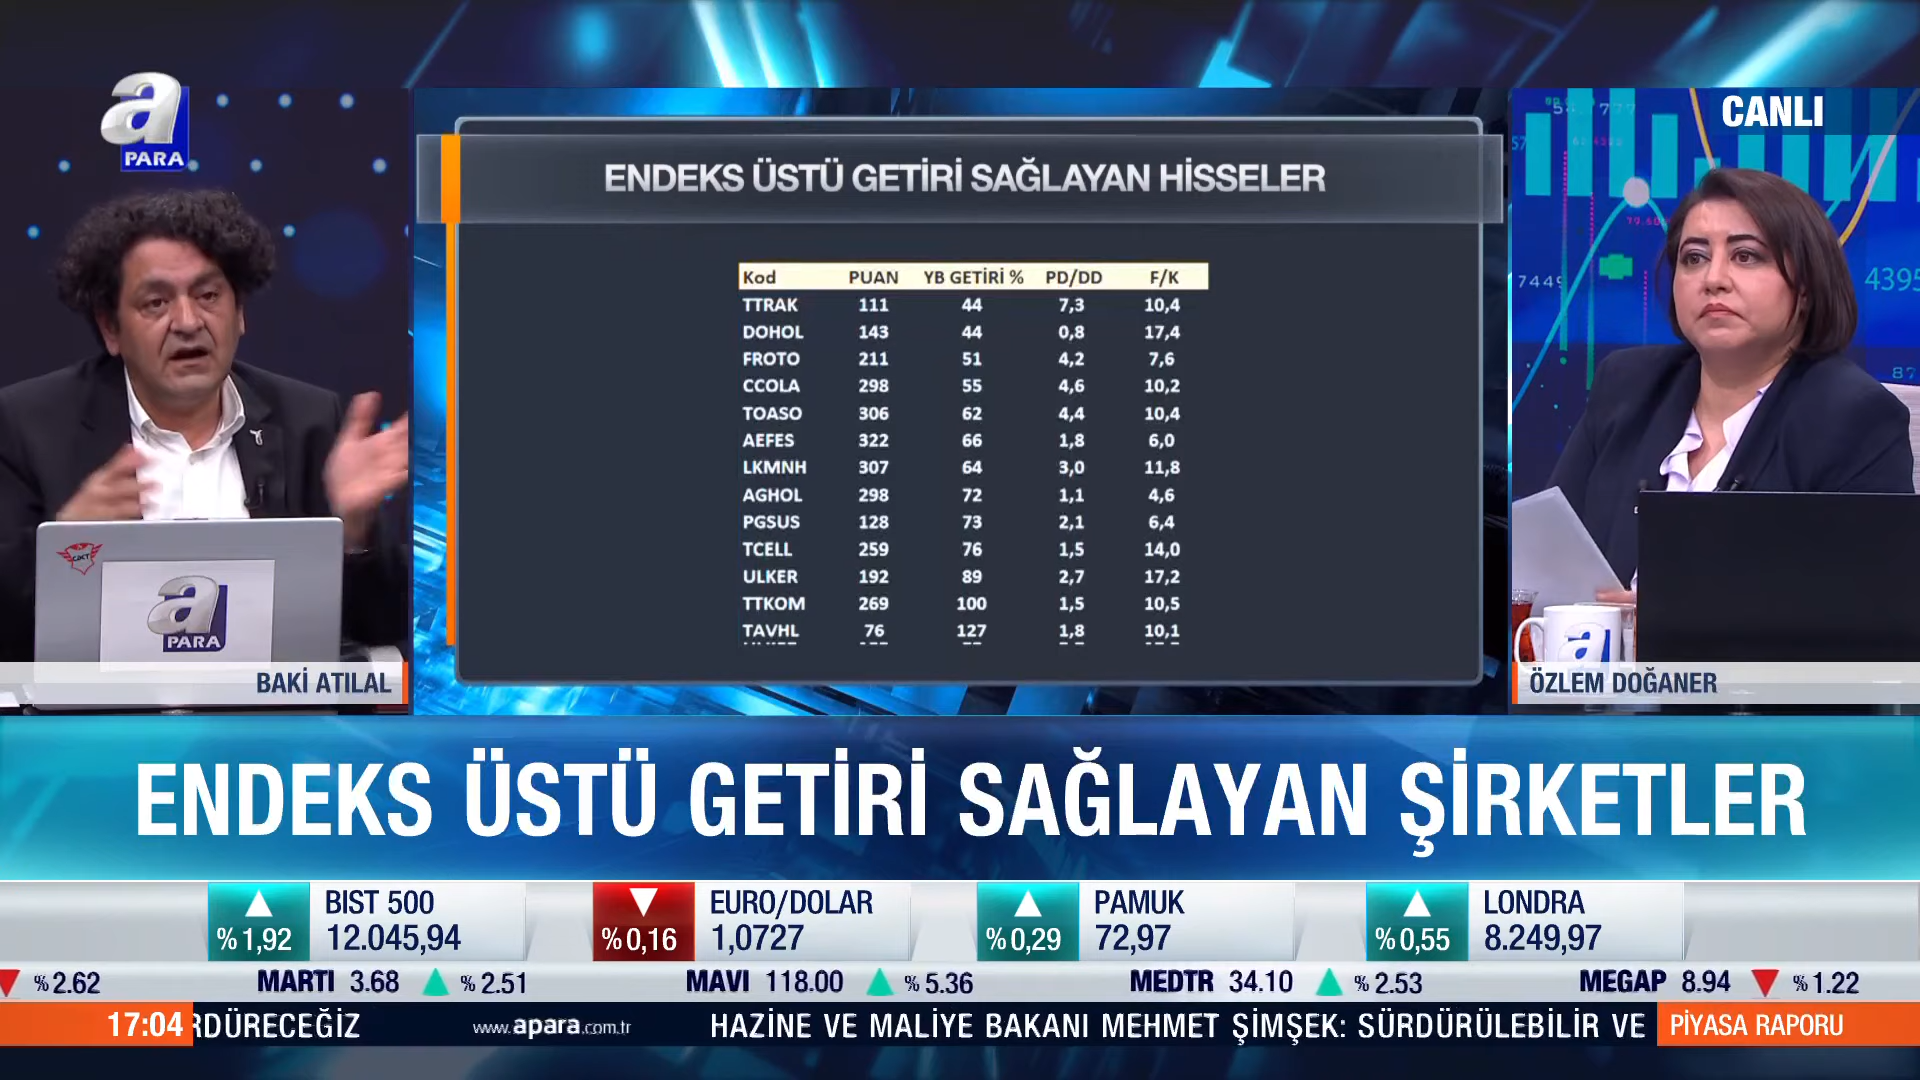 a
PARA
CANLI
ENDEKS ÜSTÜ GETİRİ SAĞLAYAN HİSSELER
Kod PUAN YB GETİRİ % PD/DD F/K
TTRAK 111 44 7,3 10,4
DOHOL 143 44 0,8 17,4
FROTO 211 51 4,2 7,6
CCOLA 298 55 4,6 10,2
TOASO 306 62 4,4 10,4
AEFES 322 66 1,8 6,0
LKMNH 307 64 3,0 11,8
AGHOL 298 72 1,1 4,6
PGSUS 128 73 2,1 6,4
TCELL 259 76 1,5 14,0
ULKER 192 89 2,7 17,2
TTKOM 269 100 1,5 10,5
TAVHL 76 127 1,8 10,1
7449
4395
87
a
PARA
a
BAKİ ATILAL
ÖZLEM DOĞANER
ENDEKS ÜSTÜ GETİRİ SAĞLAYAN ŞİRKETLER
%1,92 BIST 500 12.045,94
%0,16 EURO/DOLAR 1,0727
%0,29 PAMUK 72,97
%0,55 LONDRA 8.249,97
%2.62 MARTI 3.68 %2.51 MAVI 118.00 %5.36 MEDTR 34.10 %2.53 MEGAP 8.94 %1.22
17:04 RDÜRECEĞİZ www.apara.com.tr HAZİNE VE MALİYE BAKANI MEHMET ŞİMŞEK: SÜRDÜRÜLEBİLİR VE PİYASA RAPORU